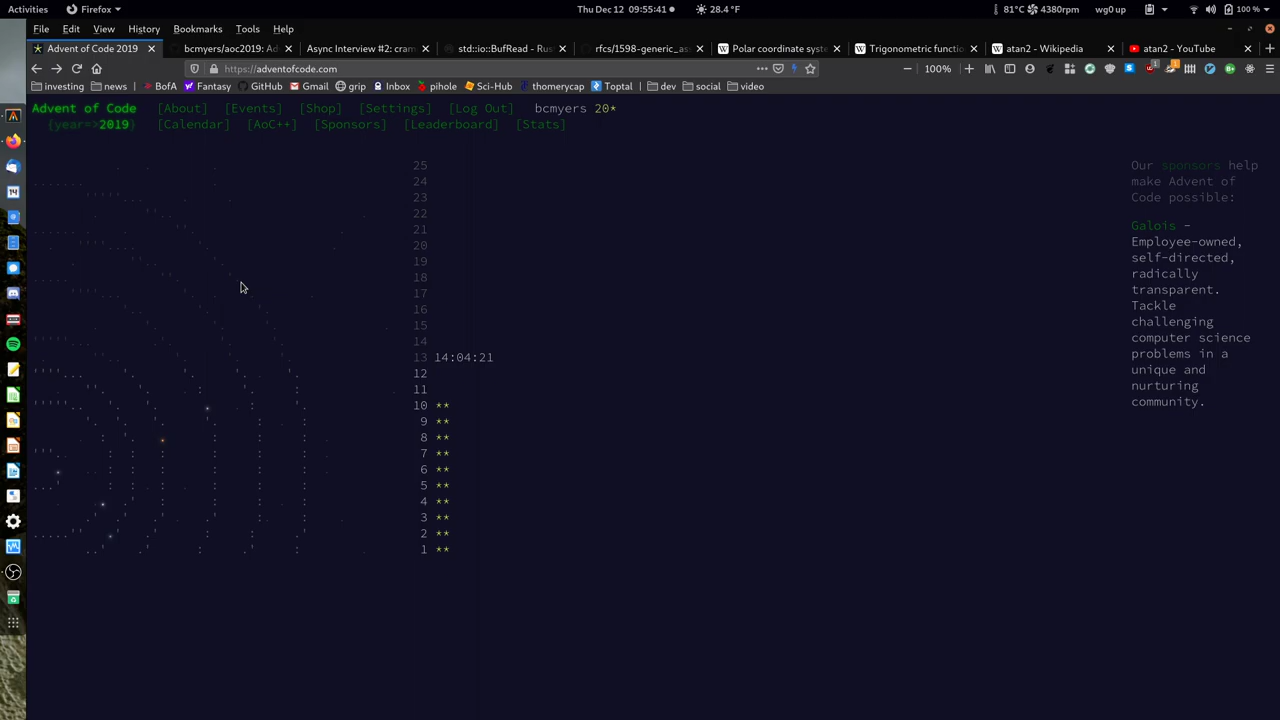 Activities Firefox Thu Dec 12 09:55:41 28.4 °F 81°C 4380rpm wg0 up 100 %
File Edit View History Bookmarks Tools Help
Advent of Code 2019 bcmyers/aoc2019: Ad Async Interview #2: cram std::io::BufRead - Rus rfcs/1598-generic_as Polar coordinate syste Trigonometric functio atan2 - Wikipedia atan2 - YouTube
https://adventofcode.com 100%
investing news BofA Fantasy GitHub Gmail grip Inbox pihole Sci-Hub thomerycap Toptal dev social video
Advent of Code [About] [Events] [Shop] [Settings] [Log Out] bcmyers 20*
{year=>2019 [Calendar] [AoC++] [Sponsors] [Leaderboard] [Stats]
25
24
23
22
21
20
19
18
17
16
15
14
13 14:04:21
12
11
10 **
9 **
8 **
7 **
6 **
5 **
4 **
3 **
2 **
1 **
Our sponsors help
make Advent of
Code possible:
Galois -
Employee-owned,
self-directed,
radically
transparent.
Tackle
challenging
computer science
problems in a
unique and
nurturing
community.